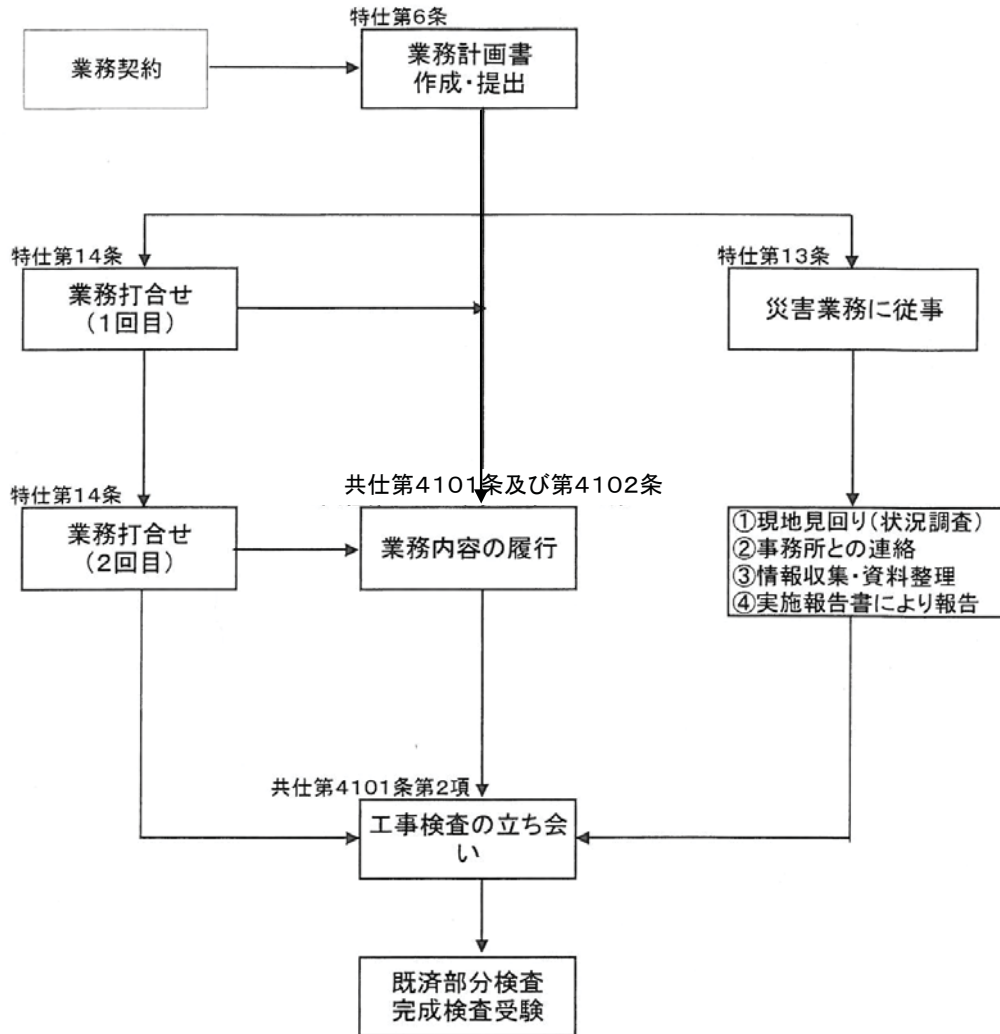 特仕第6条
業務契約
業務計画書
作成・提出
特仕第14条
業務打合せ
(1回目)
特仕第13条
災害業務に従事
共仕第4101条及び第4102条
特仕第14条
業務打合せ
(2回目)
業務内容の履行
①現地見回り(状況調査)
②事務所との連絡
③情報収集・資料整理
④実施報告書により報告
共仕第4101条第2項
工事検査の立ち会
い
既済部分検査
完成検査受験